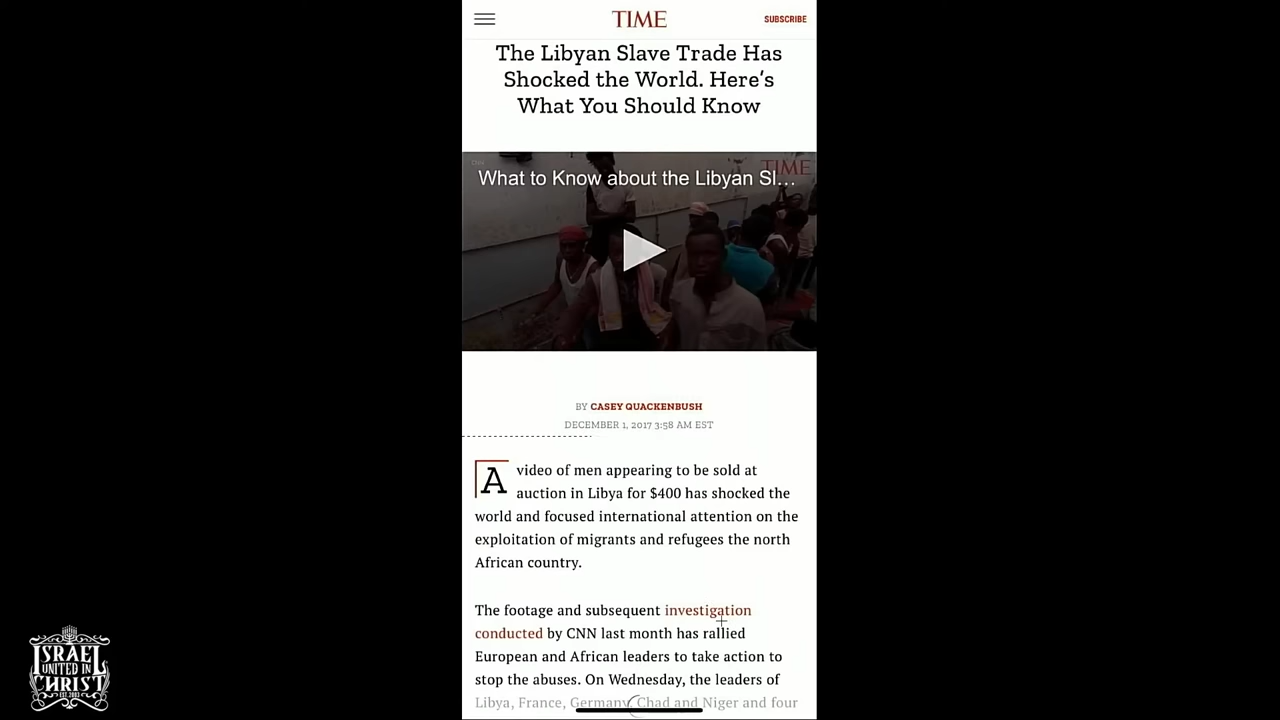 TIME
SUBSCRIBE
The Libyan Slave Trade Has
Shocked the World. Here's
What You Should Know
CNN
TIME
What to Know about the Libyan Sl...
BY CASEY QUACKENBUSH
DECEMBER 1, 2017 3:58 AM EST
A video of men appearing to be sold at
auction in Libya for $400 has shocked the
world and focused international attention on the
exploitation of migrants and refugees the north
African country.
The footage and subsequent investigation
conducted by CNN last month has rallied
European and African leaders to take action to
stop the abuses. On Wednesday, the leaders of
Libya, France, Germany, Chad and Niger and four
ISRAEL
UNITED IN
CHRIST
EST. 2003